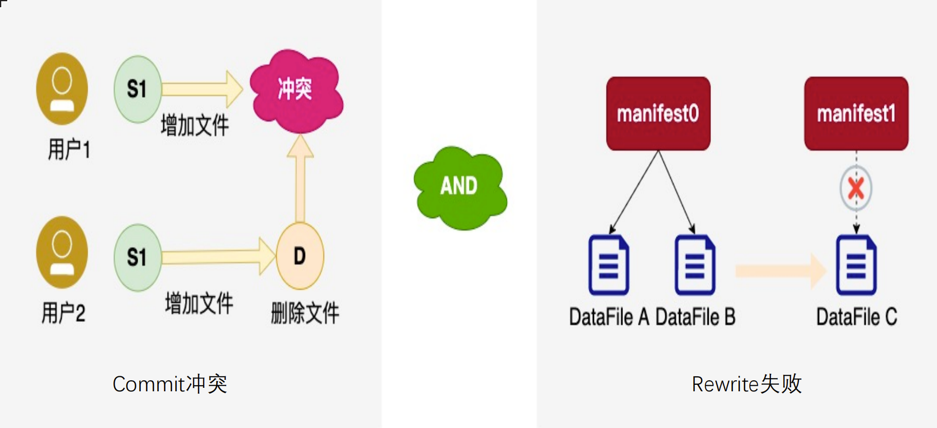 S1
增加文件
冲突
用户1
S1
增加文件
D
删除文件
用户2
Commit冲突
AND
manifest0
manifest1
DataFile A DataFile B
DataFile C
Rewrite失败